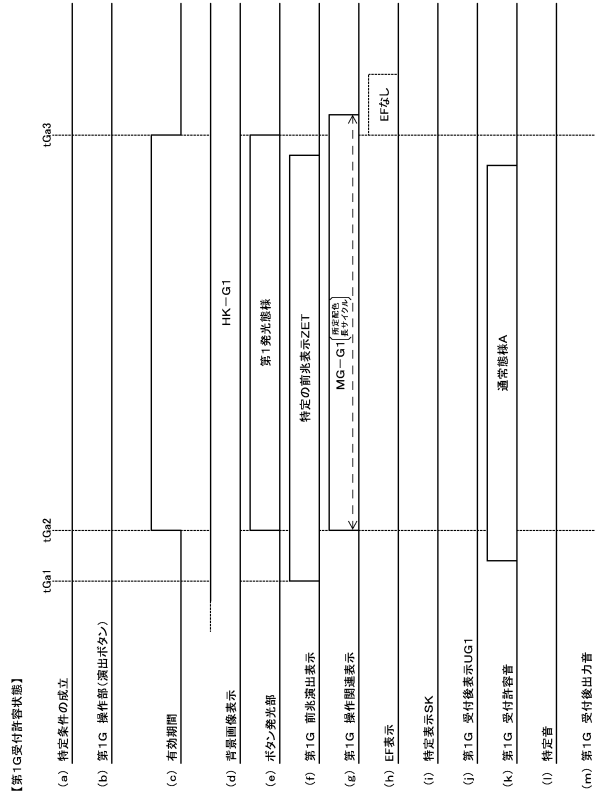 【第1G受付許容状態】
tGa1
tGa2
tGa3
(a) 特定条件の成立
(b) 第1G 操作部(演出ボタン)
(c) 有効期間
(d) 背景画像表示
HK－G1
(e) ボタン発光部
第1発光態様
(f) 第1G 前兆演出表示
特定の前兆表示ZET
(g) 第1G 操作関連表示
MG－G1
所定配色
長サイクル
(h) EF表示
EFなし
(i) 特定表示SK
(j) 第1G 受付後表示UG1
(k) 第1G 受付許容音
通常態様A
(l) 特定音
(m) 第1G 受付後出力音